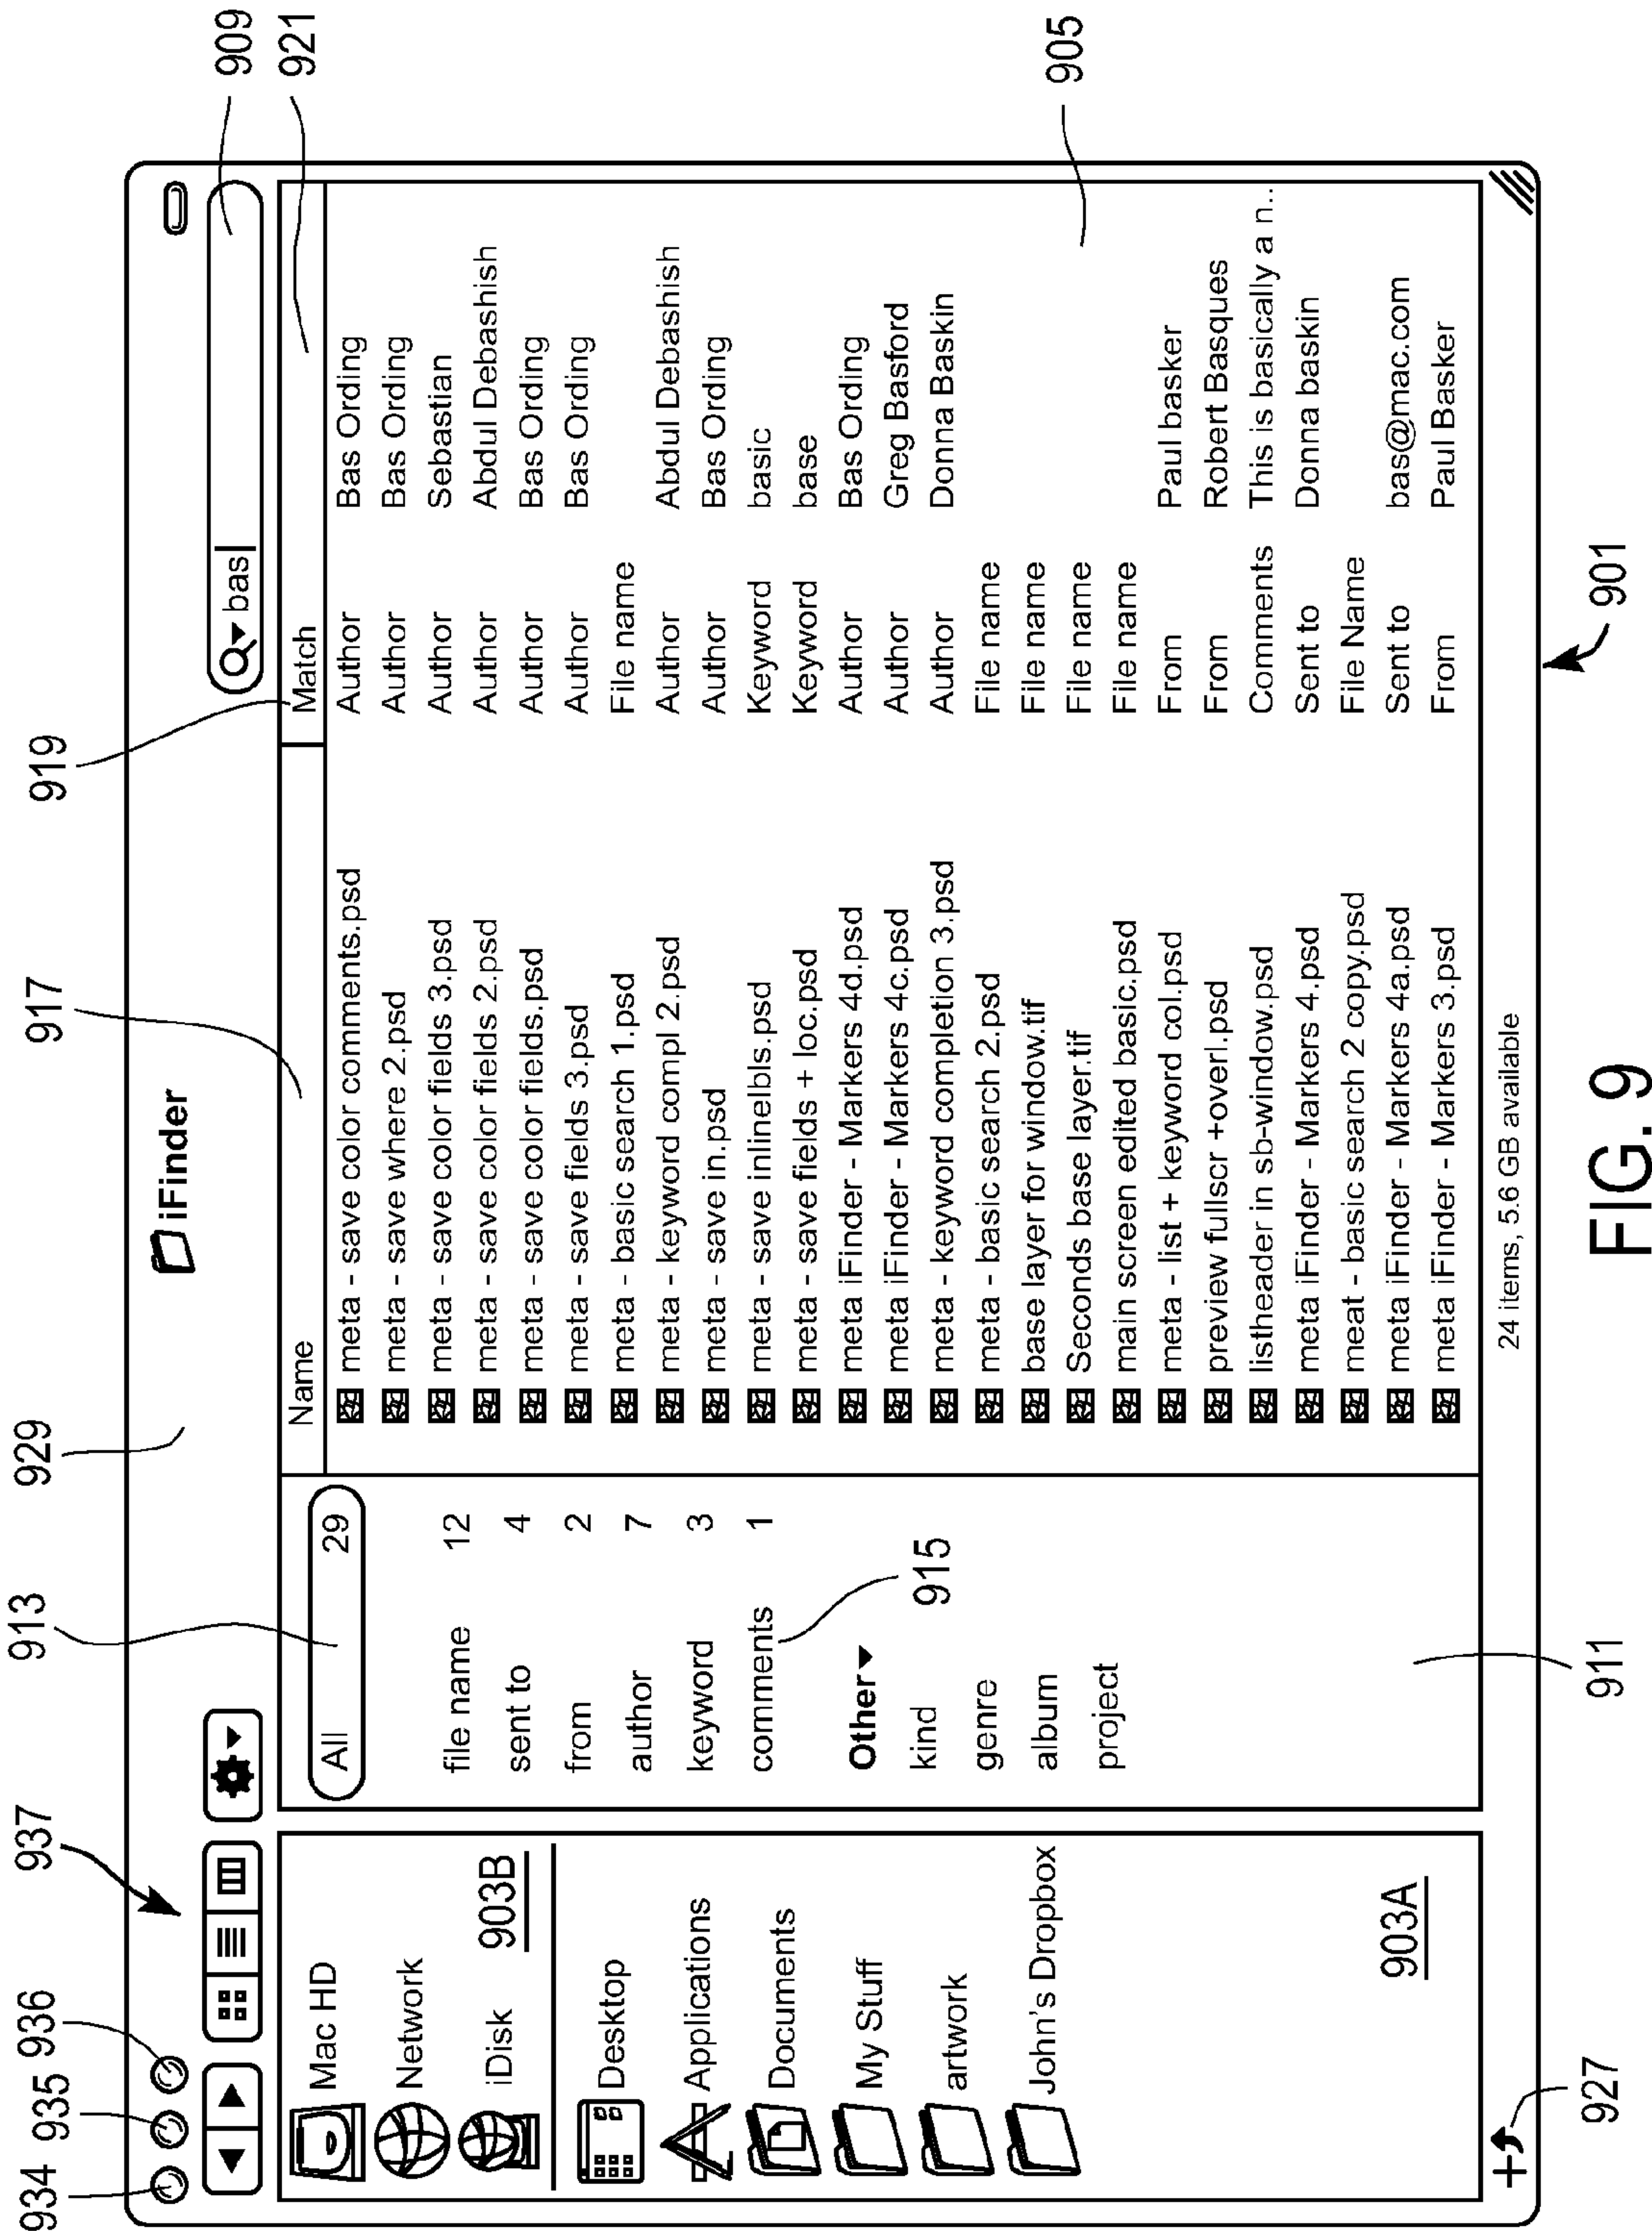 913
929
917
919
934 935 936 937
iFinder
909
bas
921
Mac HD
Network
iDisk
903B
Desktop
Applications
Documents
My Stuff
artwork
John's Dropbox
903A
All 29
file name 12
sent to 4
from 2
author 7
keyword 3
comments 1
915
Other
kind
genre
album
project
911
Name Match
meta - save color comments.psd Author Bas Ording
meta - save where 2.psd Author Bas Ording
meta - save color fields 3.psd Author Sebastian
meta - save color fields 2.psd Author Abdul Debashish
meta - save color fields.psd Author Bas Ording
meta - save fields 3.psd Author Bas Ording
meta - basic search 1.psd File name
meta - keyword compl 2.psd Author Abdul Debashish
meta - save in.psd Author Bas Ording
meta - save inlinelbls.psd Keyword basic
meta - save fields + loc.psd Keyword base
meta iFinder - Markers 4d.psd Author Bas Ording
meta iFinder - Markers 4c.psd Author Greg Basford
meta - keyword completion 3.psd Author Donna Baskin
meta - basic search 2.psd File name
base layer for window.tif File name
Seconds base layer.tif File name
main screen edited basic.psd File name
meta - list + keyword col.psd From Paul basker
preview fullscr +overl.psd From Robert Basques
listheader in sb-window.psd Comments This is basically a n..
meta iFinder - Markers 4.psd Sent to Donna baskin
meat - basic search 2 copy.psd File Name
meta iFinder - Markers 4a.psd Sent to bas@mac.com
meta iFinder - Markers 3.psd From Paul Basker
905
24 items, 5.6 GB available
927
901
FIG. 9